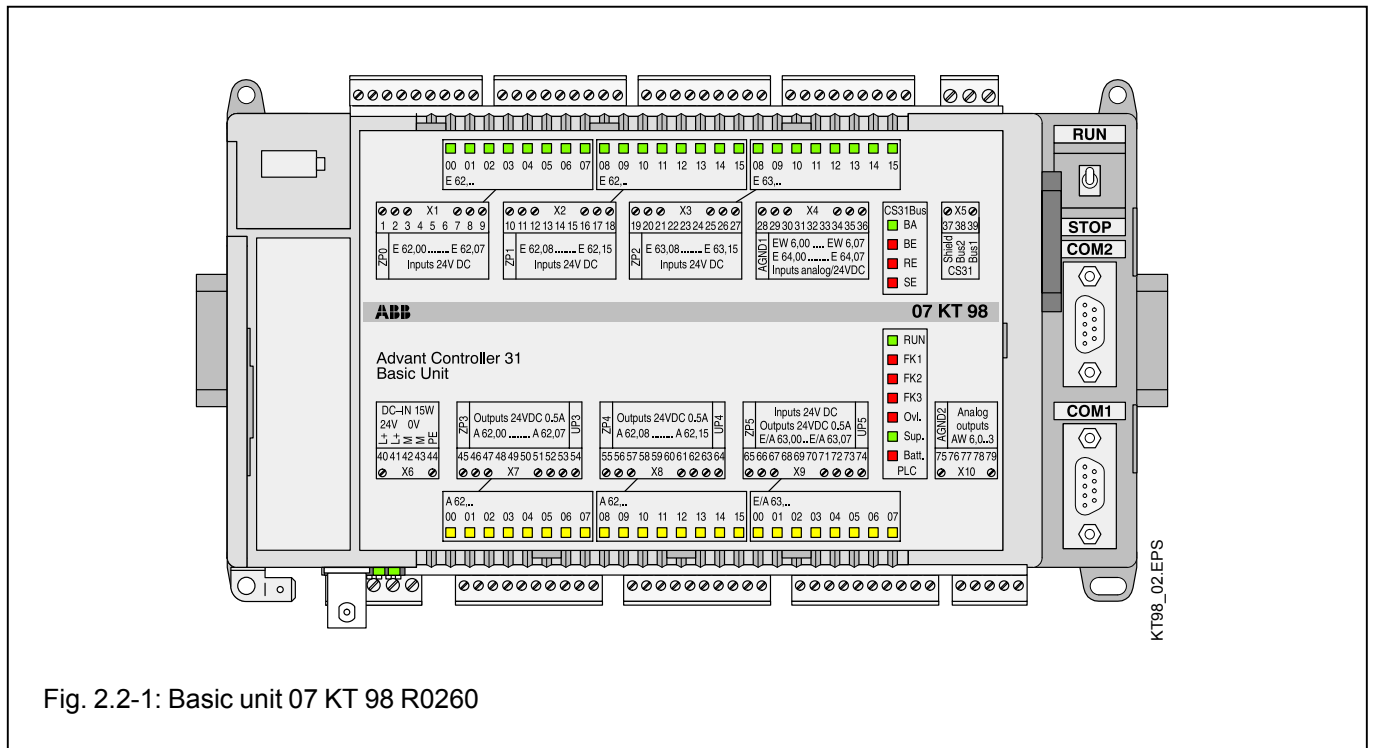 RUN
00 01 02 03 04 05 06 07 08 09 10 11 12 13 14 15 08 09 10 11 12 13 14 15
E 62,.. E 62,.. E 63,..
X1 X2 X3 X4 CS31Bus X5
1 2 3 4 5 6 7 8 9 10 11 12 13 14 15 16 17 18 19 20 21 22 23 24 25 26 27 28 29 30 31 32 33 34 35 36 BA 37 38 39
STOP
COM2
ZP0
E 62,00....... E 62,07
Inputs 24V DC
ZP1
E 62,08....... E 62,15
Inputs 24V DC
ZP2
E 63,08....... E 63,15
Inputs 24V DC
AGND1
EW 6,00 .... EW 6,07
E 64,00.......E 64,07
Inputs analog/24VDC
BE
RE
SE
Shield
Bus2
Bus1
CS31
ABB 07 KT 98
Advant Controller 31
Basic Unit
RUN
FK1
FK2
FK3
Ovl.
Sup.
Batt.
PLC
COM1
DC–IN 15W
24V 0V
L+
L+
M
M
PE
40 41 42 43 44
X6
ZP3
Outputs 24VDC 0.5A
A 62,00 ....... A 62,07
UP3
45 46 47 48 49 50 51 52 53 54
X7
ZP4
Outputs 24VDC 0.5A
A 62,08 ...... A 62,15
UP4
55 56 57 58 59 60 61 62 63 64
X8
ZP5
Inputs 24V DC
Outputs 24VDC 0.5A
E/A 63,00..E/A 63,07
UP5
65 66 67 68 69 70 71 72 73 74
X9
AGND2
Analog
outputs
AW 6,0..3
75 76 77 78 79
X10
A 62,.. A 62,.. E/A 63,..
00 01 02 03 04 05 06 07 08 09 10 11 12 13 14 15 00 01 02 03 04 05 06 07
KT98_02.EPS
Fig. 2.2-1: Basic unit 07 KT 98 R0260